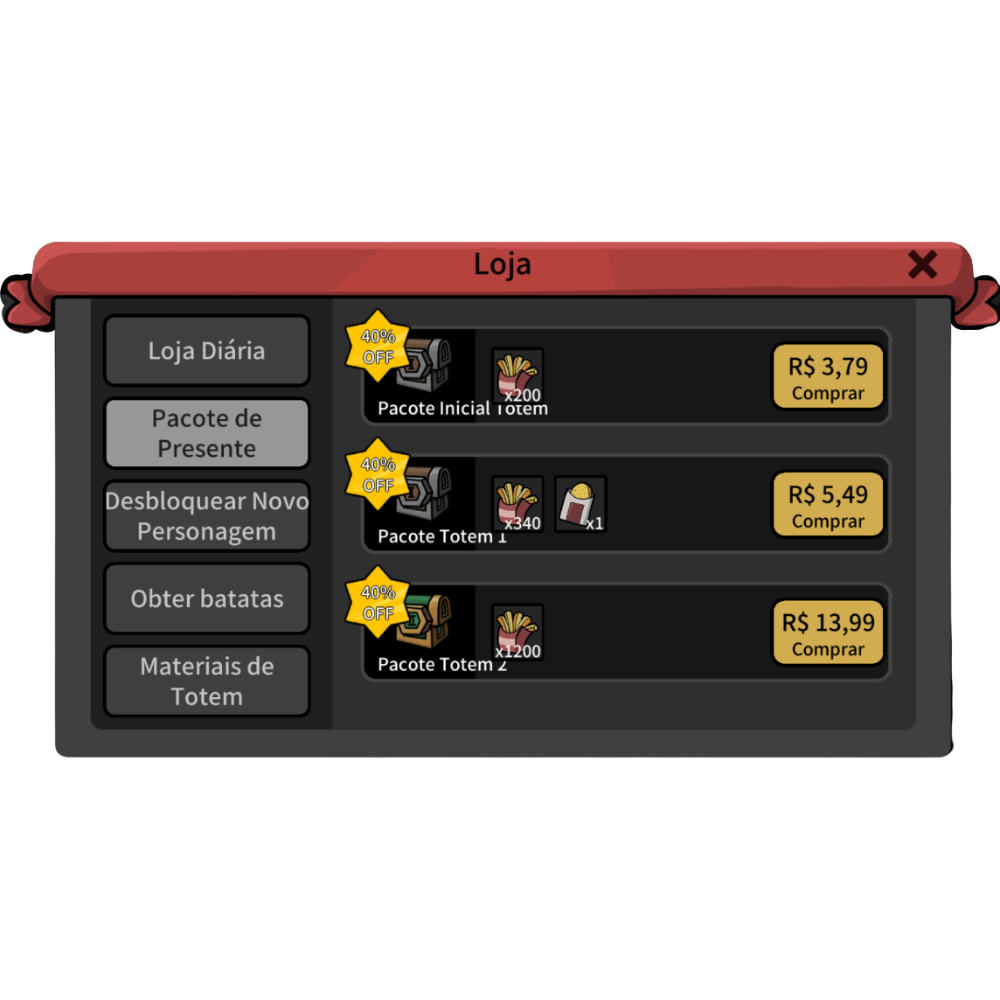 Loja
Loja Diária
Pacote de
Presente
Desbloquear Novo
Personagem
Obter batatas
Materiais de
Totem
40%
OFF
x200
Pacote Inicial Totem
R$ 3,79
Comprar
40%
OFF
x340
x1
Pacote Totem 1
R$ 5,49
Comprar
40%
OFF
x1200
Pacote Totem 2
R$ 13,99
Comprar